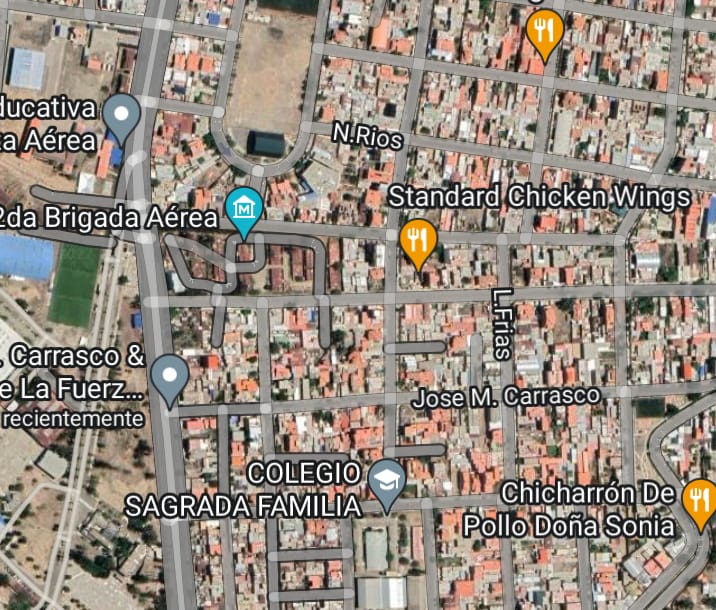 ducativa
a Aérea
N.Rios
Standard Chicken Wings
2da Brigada Aérea
L.Frias
. Carrasco &
e La Fuerz...
recientemente
Jose M. Carrasco
COLEGIO
SAGRADA FAMILIA
Chicharrón De
Pollo Doña Sonia